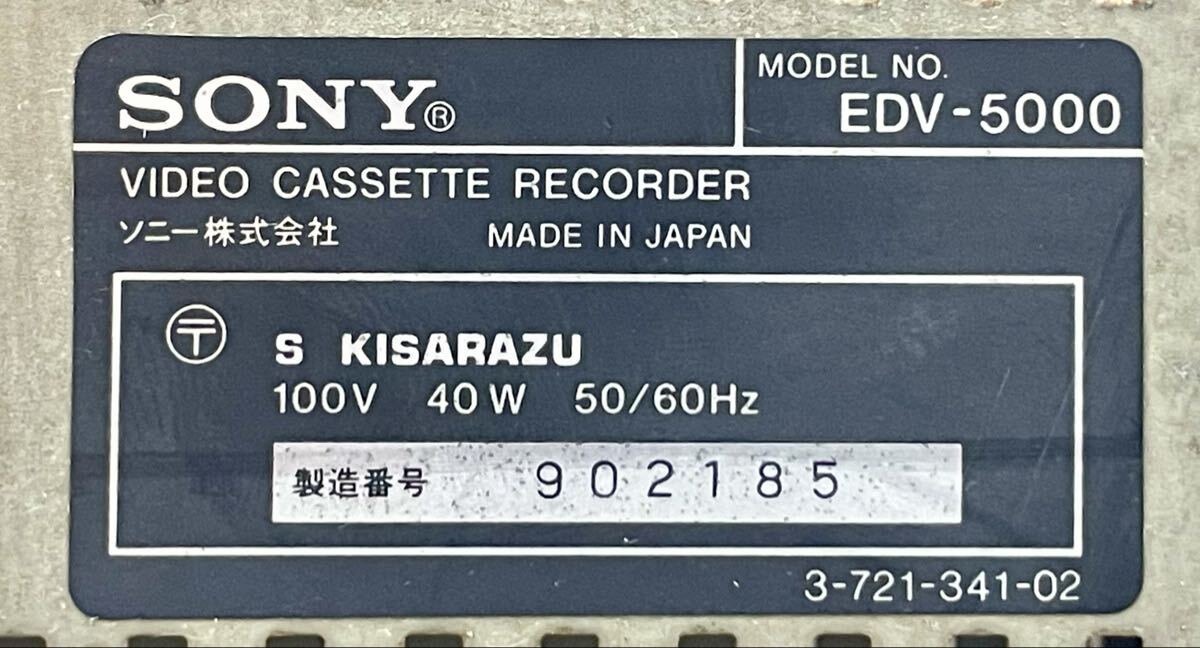 SONY®
MODEL NO.
EDV-5000
VIDEO CASSETTE RECORDER
ソニー株式会社 MADE IN JAPAN
〒 S KISARAZU
100V 40W 50/60Hz
製造番号 902185
3-721-341-02